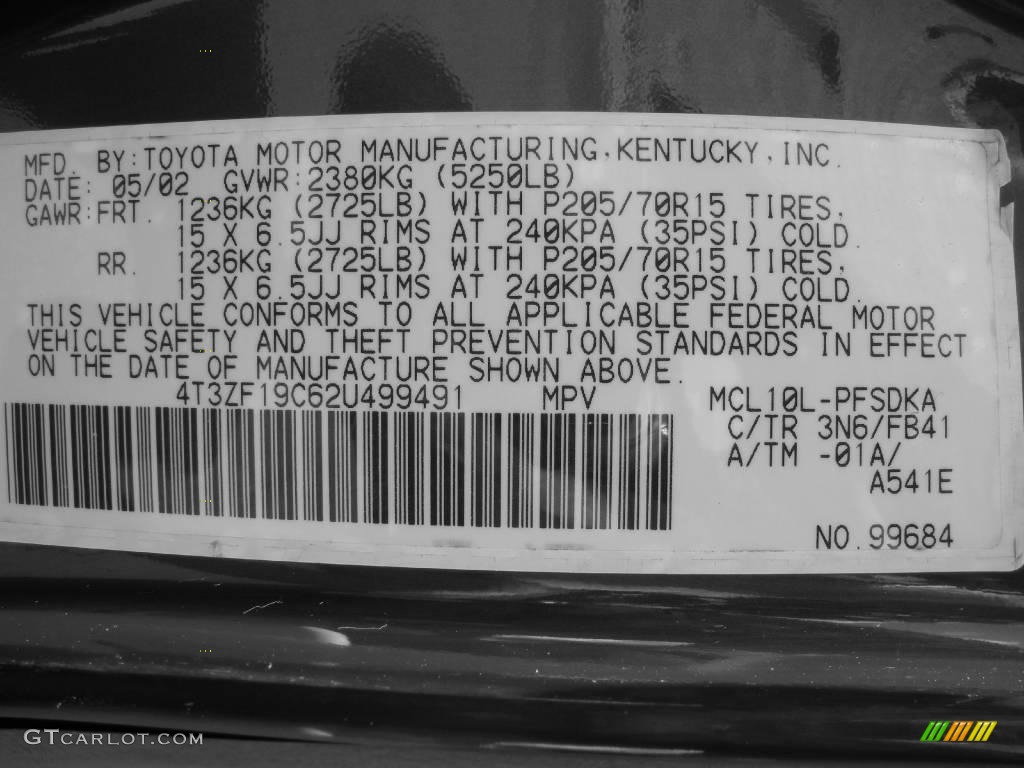 MFD. BY:TOYOTA MOTOR MANUFACTURING,KENTUCKY,INC.
DATE: 05/02 GVWR:2380KG (5250LB)
GAWR:FRT. 1236KG (2725LB) WITH P205/70R15 TIRES,
15 X 6.5JJ RIMS AT 240KPA (35PSI) COLD.
RR. 1236KG (2725LB) WITH P205/70R15 TIRES,
15 X 6.5JJ RIMS AT 240KPA (35PSI) COLD.
THIS VEHICLE CONFORMS TO ALL APPLICABLE FEDERAL MOTOR
VEHICLE SAFETY AND THEFT PREVENTION STANDARDS IN EFFECT
ON THE DATE OF MANUFACTURE SHOWN ABOVE.
4T3ZF19C62U499491 MPV MCL10L-PFSDKA
C/TR 3N6/FB41
A/TM -01A/
A541E
NO.99684
GTCARLOT.COM